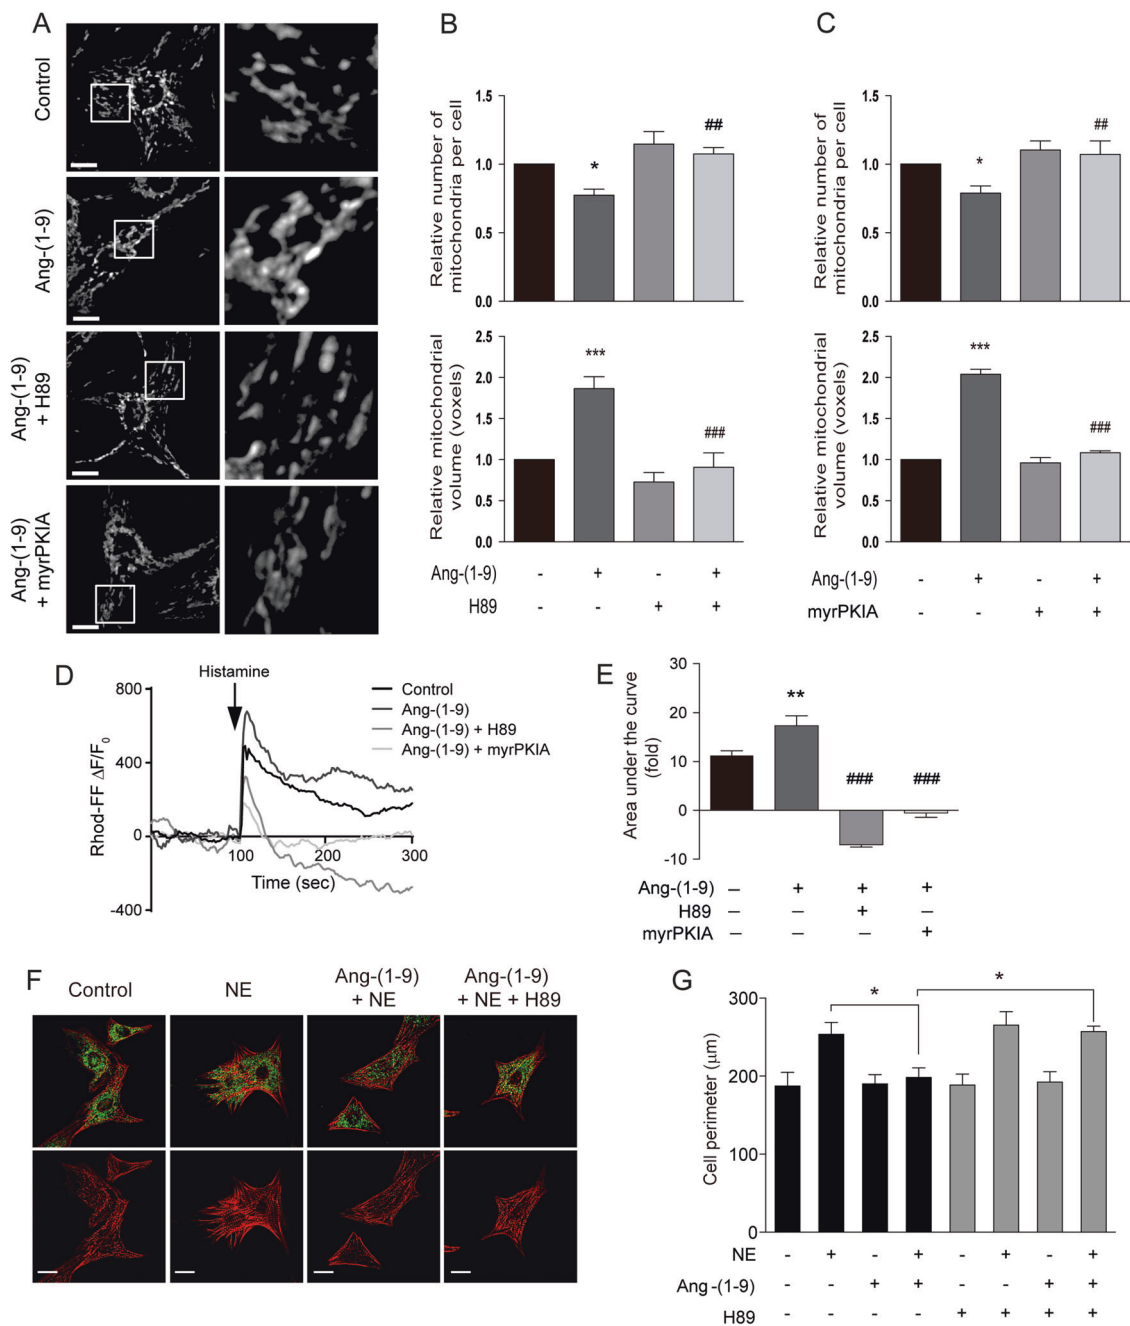 A
Control
Ang-(1-9)
Ang-(1-9)
+ H89
Ang-(1-9)
+ myrPKIA
B
Relative number of
mitochondria per cell
1.5
1.0
0.5
0.0
*
##
Relative mitochondrial
volume (voxels)
2.5
2.0
1.5
1.0
0.5
0.0
***
###
Ang-(1-9) - + - +
H89 - - + +
C
Relative number of
mitochondria per cell
1.5
1.0
0.5
0.0
*
##
Relative mitochondrial
volume (voxels)
2.5
2.0
1.5
1.0
0.5
0.0
***
###
Ang-(1-9) - + - +
myrPKIA - - + +
D
Histamine
Rhod-FF ΔF/F0
800
400
0
-400
100 200 300
Time (sec)
Control
Ang-(1-9)
Ang-(1-9) + H89
Ang-(1-9) + myrPKIA
E
Area under the curve
(fold)
30
20
10
0
-10
**
### ###
Ang-(1-9) – + + +
H89 – – + –
myrPKIA – – – +
F
Control
NE
Ang-(1-9)
+ NE
Ang-(1-9)
+ NE + H89
G
Cell perimeter (μm)
300
200
100
0
* *
NE - + - + - + - +
Ang -(1-9) - - + + - - + +
H89 - - - - + + + +